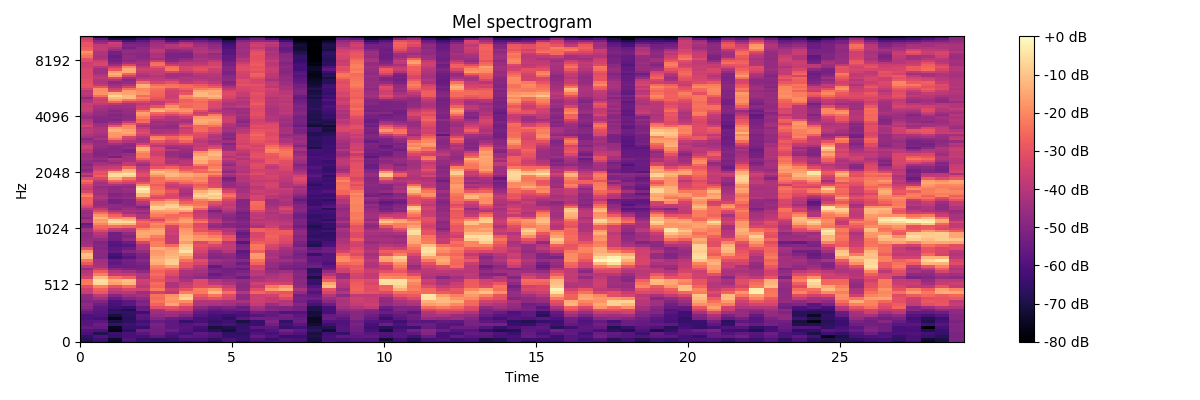 Mel spectrogram
8192
4096
2048
1024
512
0
Hz
0 5 10 15 20 25
Time
+0 dB
-10 dB
-20 dB
-30 dB
-40 dB
-50 dB
-60 dB
-70 dB
-80 dB